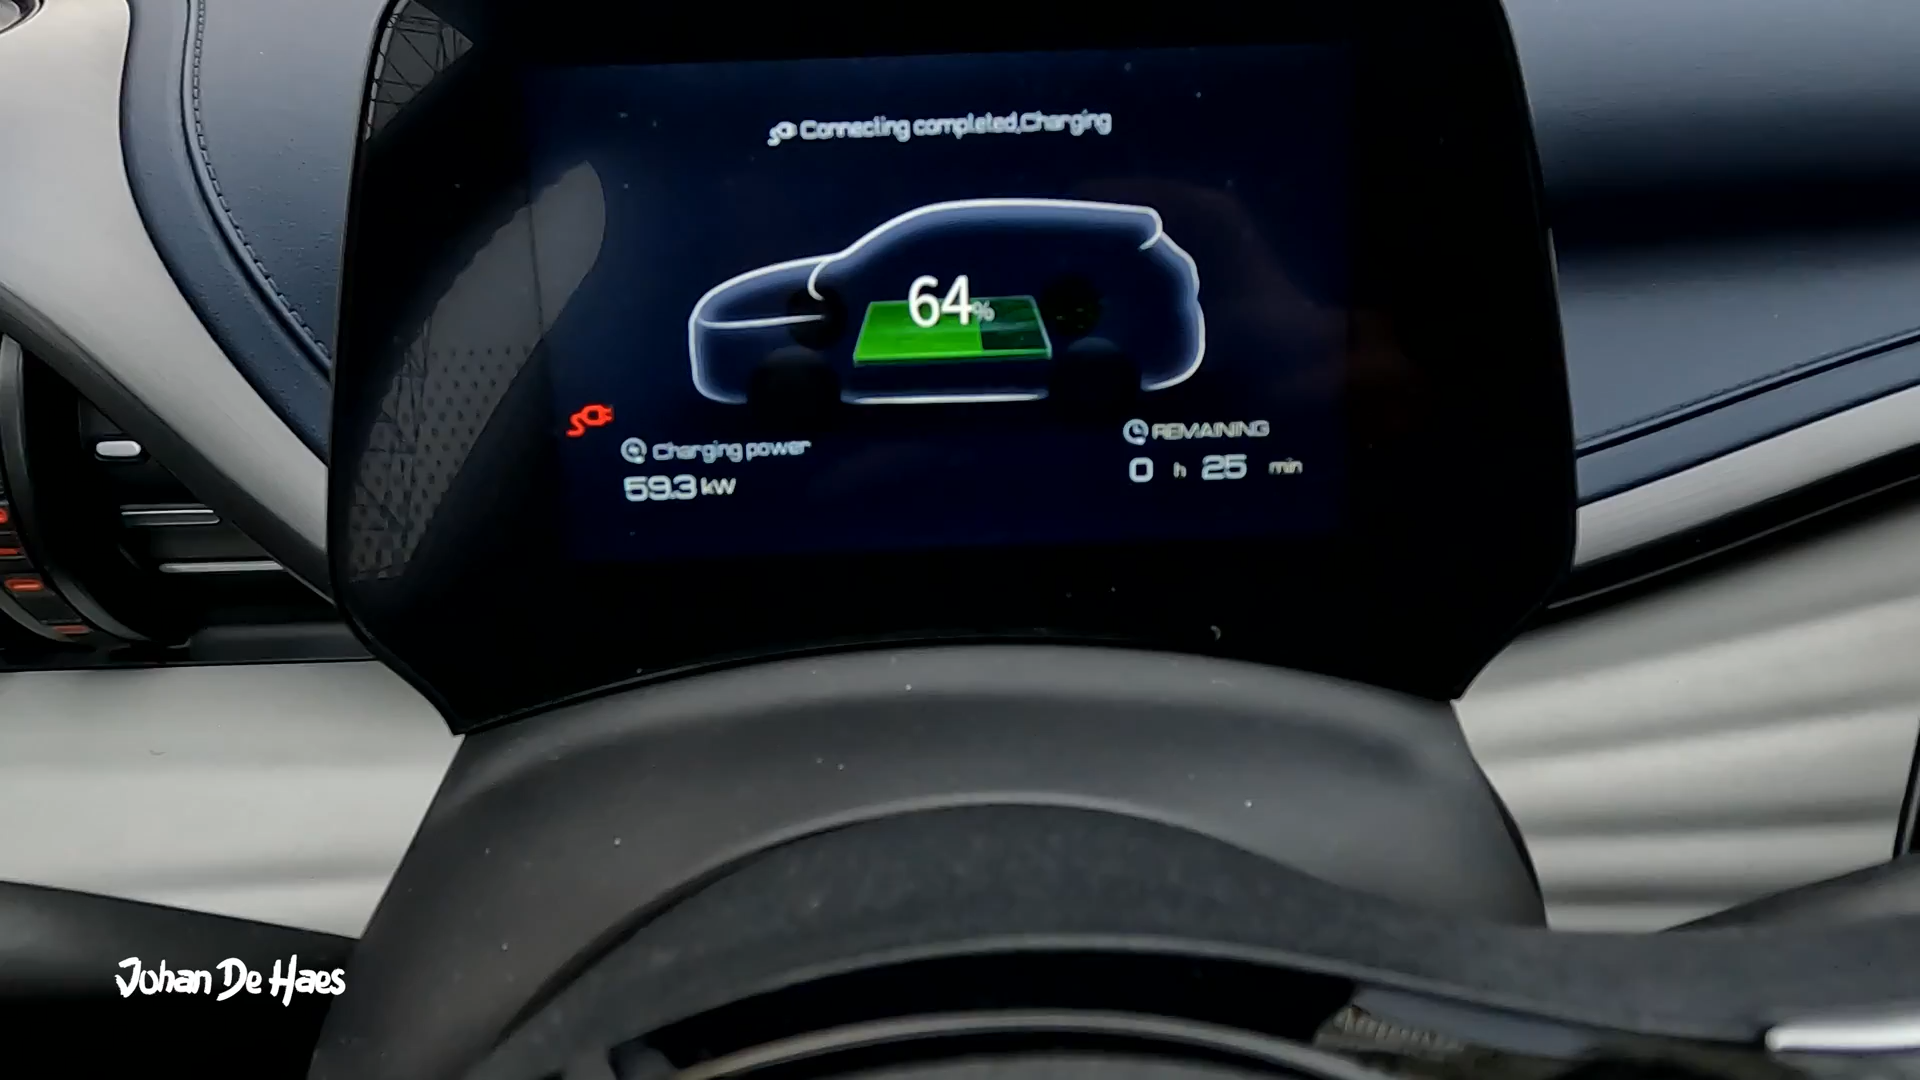 Connecting completed,Charging
64%
Charging power
59.3 kW
REMAINING
0 h 25 min
Johan De Haes